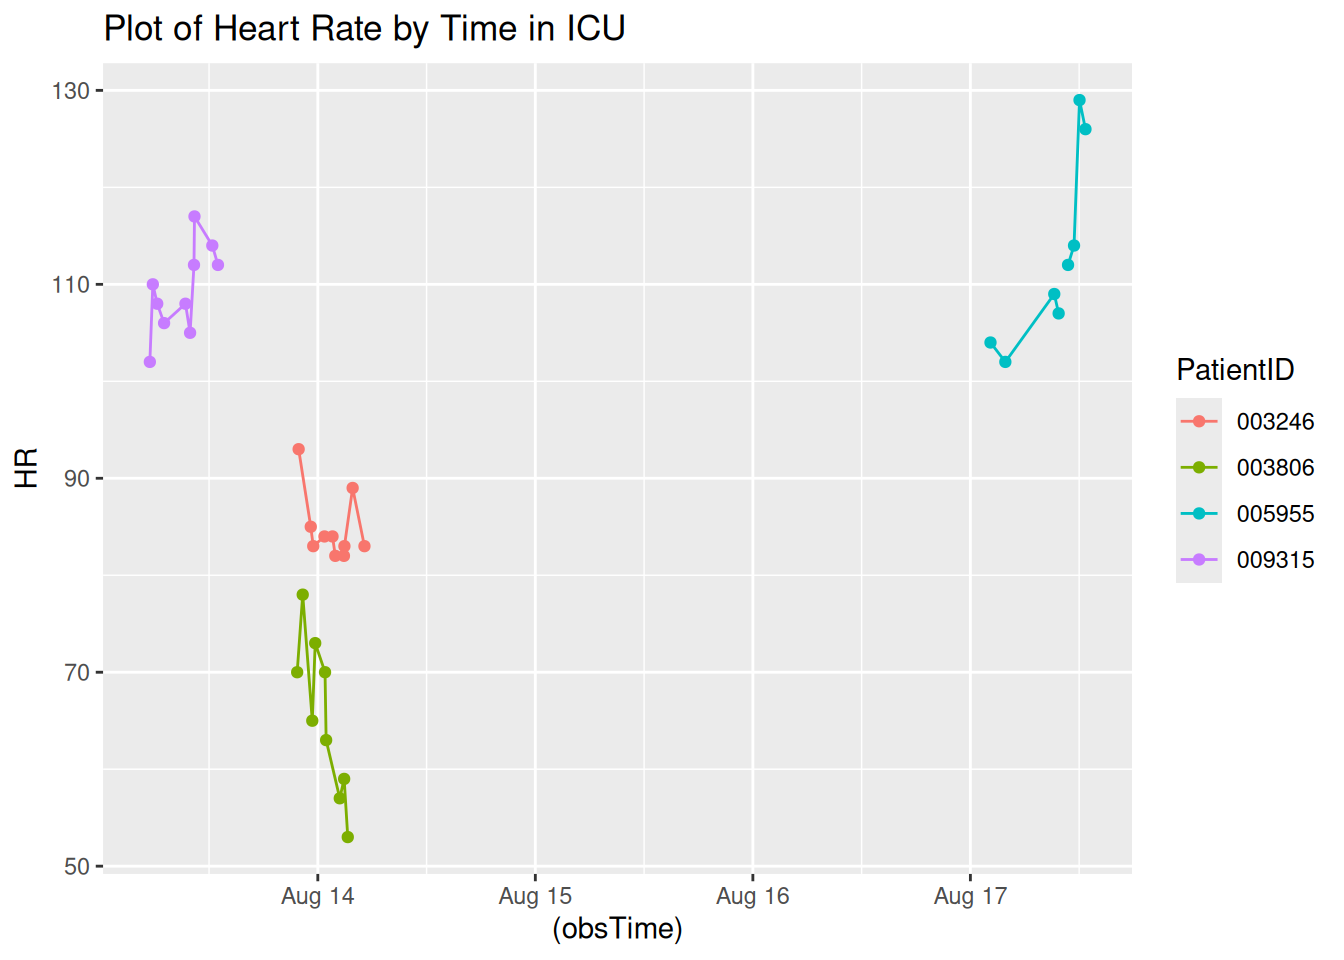 Plot of Heart Rate by Time in ICU
130
110
90
70
50
HR
Aug 14
Aug 15
Aug 16
Aug 17
(obsTime)
PatientID
003246
003806
005955
009315